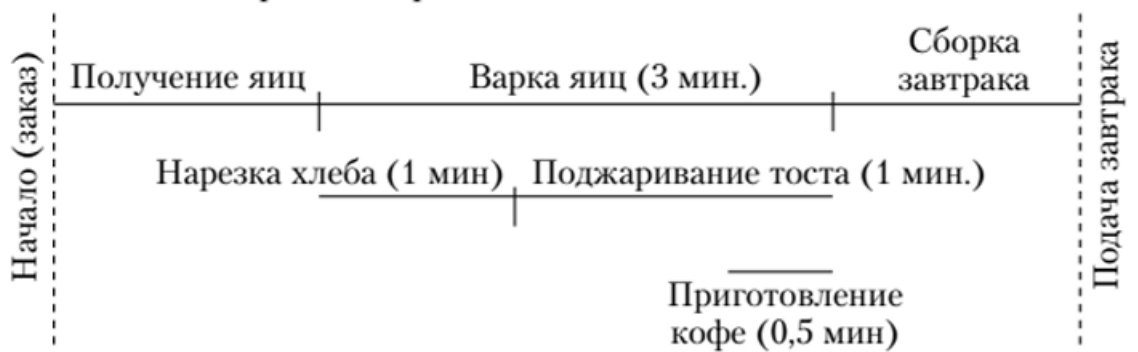 Начало (заказ)
Получение яиц
Варка яиц (3 мин.)
Сборка
завтрака
Нарезка хлеба (1 мин)
Поджаривание тоста (1 мин.)
Приготовление
кофе (0,5 мин)
Подача завтрака